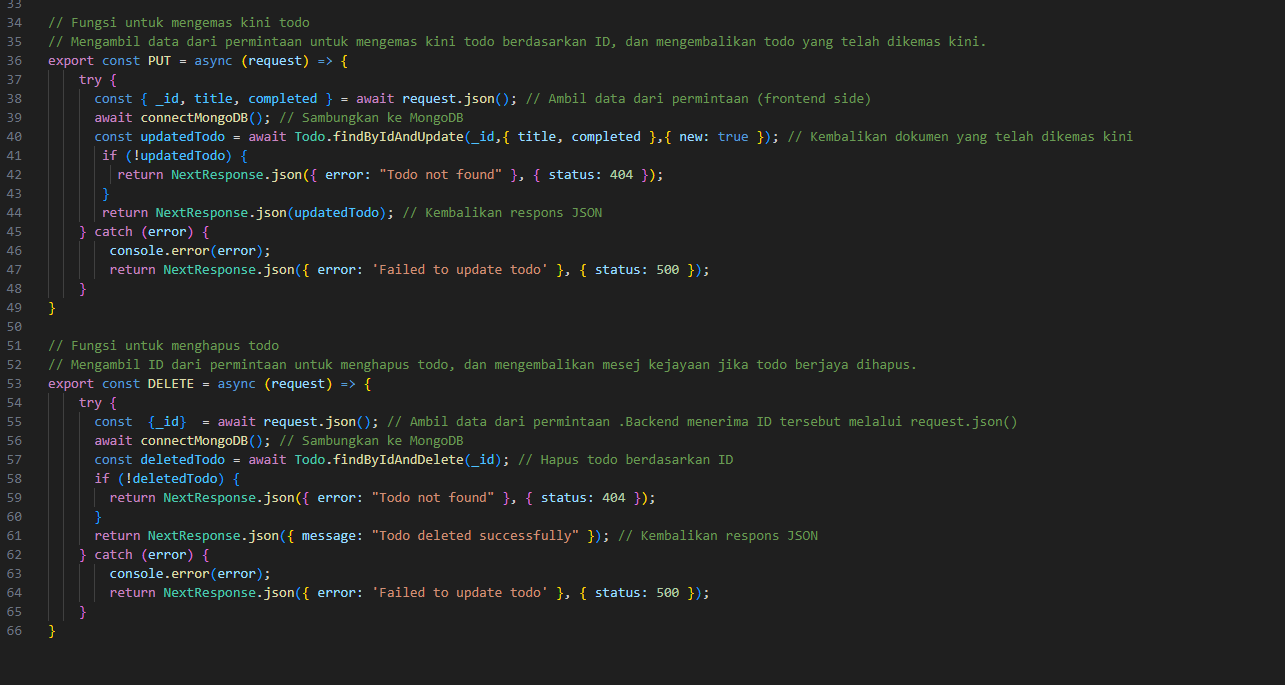 33
34 // Fungsi untuk mengemas kini todo
35 // Mengambil data dari permintaan untuk mengemas kini todo berdasarkan ID, dan mengembalikan todo yang telah dikemas kini.
36 export const PUT = async (request) => {
37 try {
38 const { _id, title, completed } = await request.json(); // Ambil data dari permintaan (frontend side)
39 await connectMongoDB(); // Sambungkan ke MongoDB
40 const updatedTodo = await Todo.findByIdAndUpdate(_id,{ title, completed },{ new: true }); // Kembalikan dokumen yang telah dikemas kini
41 if (!updatedTodo) {
42 return NextResponse.json({ error: "Todo not found" }, { status: 404 });
43 }
44 return NextResponse.json(updatedTodo); // Kembalikan respons JSON
45 } catch (error) {
46 console.error(error);
47 return NextResponse.json({ error: 'Failed to update todo' }, { status: 500 });
48 }
49 }
50
51 // Fungsi untuk menghapus todo
52 // Mengambil ID dari permintaan untuk menghapus todo, dan mengembalikan mesej kejayaan jika todo berjaya dihapus.
53 export const DELETE = async (request) => {
54 try {
55 const  {_id}  = await request.json(); // Ambil data dari permintaan .Backend menerima ID tersebut melalui request.json()
56 await connectMongoDB(); // Sambungkan ke MongoDB
57 const deletedTodo = await Todo.findByIdAndDelete(_id); // Hapus todo berdasarkan ID
58 if (!deletedTodo) {
59 return NextResponse.json({ error: "Todo not found" }, { status: 404 });
60 }
61 return NextResponse.json({ message: "Todo deleted successfully" }); // Kembalikan respons JSON
62 } catch (error) {
63 console.error(error);
64 return NextResponse.json({ error: 'Failed to update todo' }, { status: 500 });
65 }
66 }